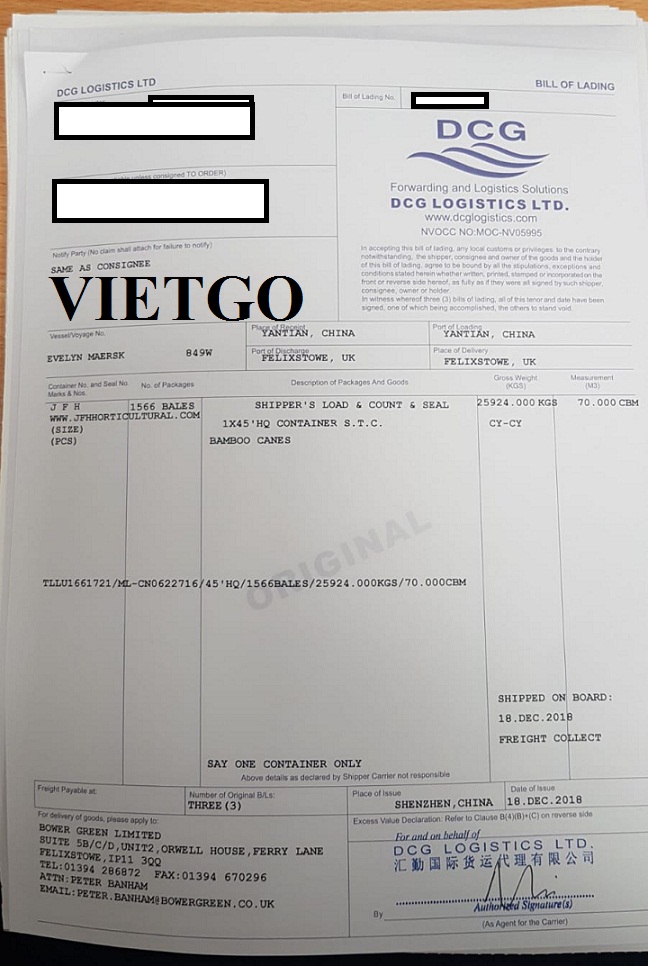 DCG LOGISTICS LTD
BILL OF LADING
Bill of Lading No.
DCG
Forwarding and Logistics Solutions
DCG LOGISTICS LTD.
www.dcglogistics.com
NVOCC NO:MOC-NV05995
unless consigned TO ORDER)
Notify Party (No claim shall attach for failure to notify)
SAME AS CONSIGNEE
VIETGO
In accepting this bill of lading, any local customs or privileges to the contrary
notwithstanding, the shipper, consignee and owner of the goods and the holder
of this bill of lading, agree to be bound by all the stipulations, exceptions and
conditions stated herein whether written, printed, stamped or incorporated on the
front or reverse side hereof, as fully as if they were all signed by such shipper,
consignee, owner or holder.
In witness whereof three (3) bills of lading, all of this tenor and date have been
signed, one of which being accomplished, the others to stand void.
Vessel/Voyage No.
EVELYN MAERSK 849W
Place of Receipt
YANTIAN, CHINA
Port of Loading
YANTIAN, CHINA
Port of Discharge
FELIXSTOWE, UK
Place of Delivery
FELIXSTOWE, UK
Container No. and Seal No.
Marks & Nos.
No. of Packages
Description of Packages And Goods
Gross Weight
(KGS)
Measurement
(M3)
J F H 1566 BALES SHIPPER'S LOAD & COUNT & SEAL 25924.000 KGS 70.000 CBM
WWW.JFHHORTICULTURAL.COM
(SIZE) 1X45'HQ CONTAINER S.T.C. CY-CY
(PCS) BAMBOO CANES
ORIGINAL
TLLU1661721/ML-CN0622716/45'HQ/1566BALES/25924.000KGS/70.000CBM
SHIPPED ON BOARD:
18.DEC.2018
FREIGHT COLLECT
SAY ONE CONTAINER ONLY
Above details as declared by Shipper Carrier not responsible
Freight Payable at:
Number of Original B/Ls:
THREE (3)
Place of Issue
SHENZHEN, CHINA
Date of Issue
18.DEC.2018
For delivery of goods, please apply to:
BOWER GREEN LIMITED
SUITE 5B/C/D,UNIT2,ORWELL HOUSE,FERRY LANE
FELIXSTOWE,IP11 3QQ
TEL:01394 286872 FAX:01394 670296
ATTN:PETER BANHAM
EMAIL:PETER.BANHAM@BOWERGREEN.CO.UK
Excess Value Declaration: Refer to Clause B(4)(B)+(C) on reverse side
For and on behalf of
DCG LOGISTICS LTD.
汇勤国际货运代理有限公司
By
Authorized Signature(s)
(As Agent for the Carrier)